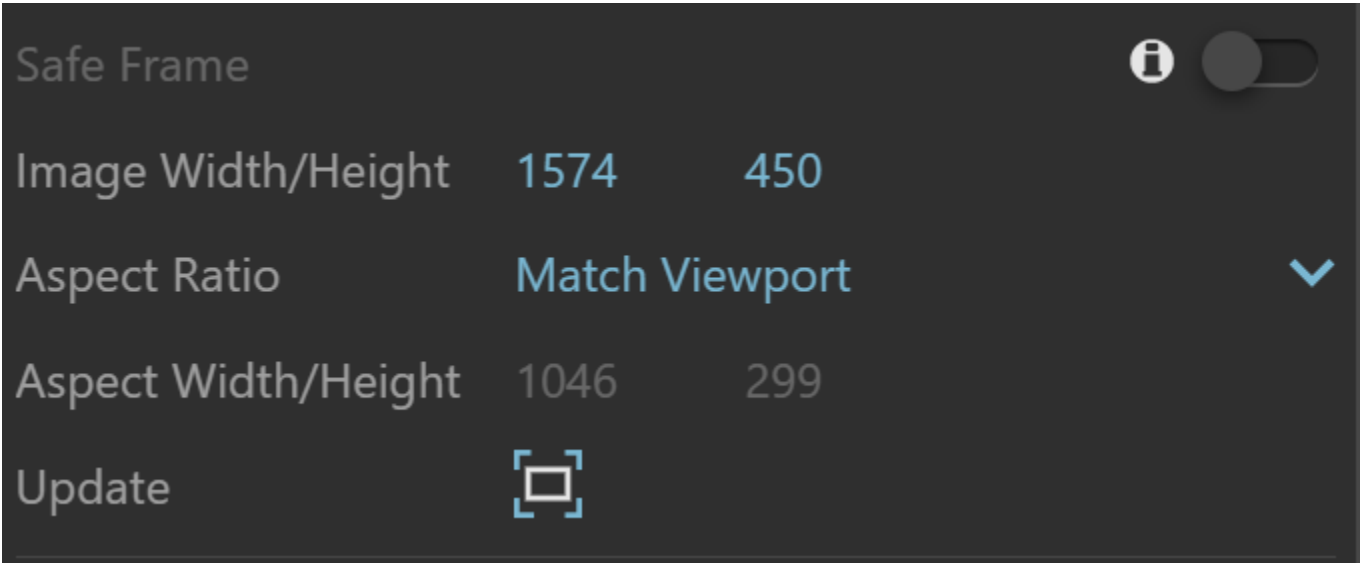 Safe Frame
Image Width/Height 1574 450
Aspect Ratio Match Viewport
Aspect Width/Height 1046 299
Update